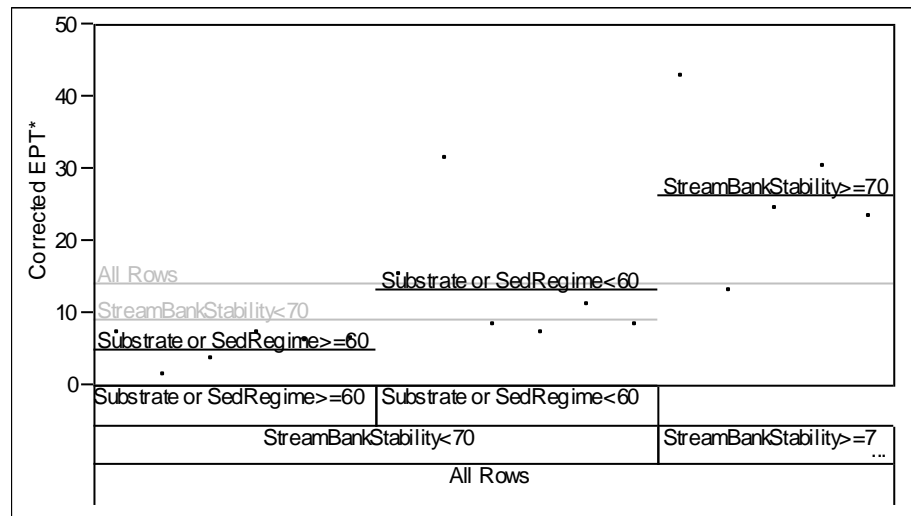 50
40
30
20
10
0
Corrected EPT*
All Rows
StreamBankStability<70
Substrate or SedRegime>=60
Substrate or SedRegime<60
StreamBankStability>=70
Substrate or SedRegime>=60
Substrate or SedRegime<60
StreamBankStability<70
StreamBankStability>=7
...
All Rows